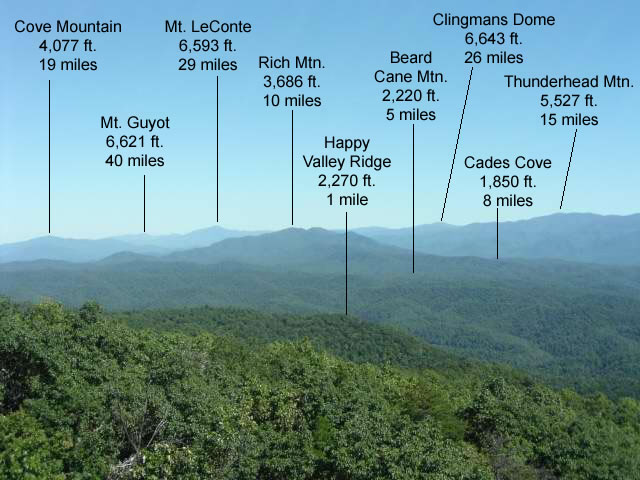 Cove Mountain
4,077 ft.
19 miles
Mt. Guyot
6,621 ft.
40 miles
Mt. LeConte
6,593 ft.
29 miles
Rich Mtn.
3,686 ft.
10 miles
Happy
Valley Ridge
2,270 ft.
1 mile
Beard
Cane Mtn.
2,220 ft.
5 miles
Clingmans Dome
6,643 ft.
26 miles
Cades Cove
1,850 ft.
8 miles
Thunderhead Mtn.
5,527 ft.
15 miles